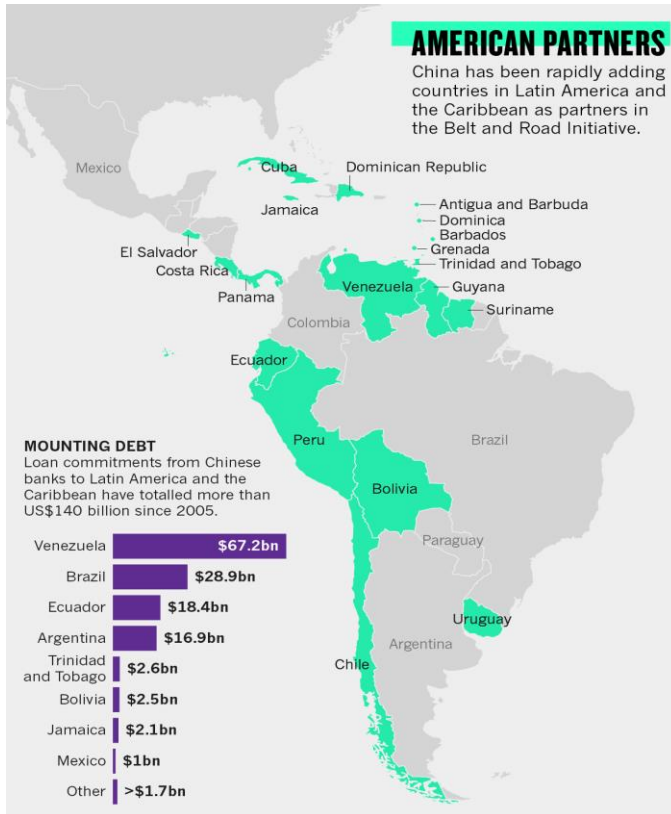 AMERICAN PARTNERS
China has been rapidly adding
countries in Latin America and
the Caribbean as partners in
the Belt and Road Initiative.
Mexico
Cuba
Dominican Republic
Jamaica
Antigua and Barbuda
Dominica
Barbados
Grenada
Trinidad and Tobago
El Salvador
Costa Rica
Panama
Venezuela
Guyana
Suriname
Colombia
Ecuador
Peru
Brazil
Bolivia
Paraguay
Uruguay
Argentina
Chile
MOUNTING DEBT
Loan commitments from Chinese
banks to Latin America and the
Caribbean have totalled more than
US$140 billion since 2005.
Venezuela $67.2bn
Brazil $28.9bn
Ecuador $18.4bn
Argentina $16.9bn
Trinidad
and Tobago $2.6bn
Bolivia $2.5bn
Jamaica $2.1bn
Mexico $1bn
Other >$1.7bn